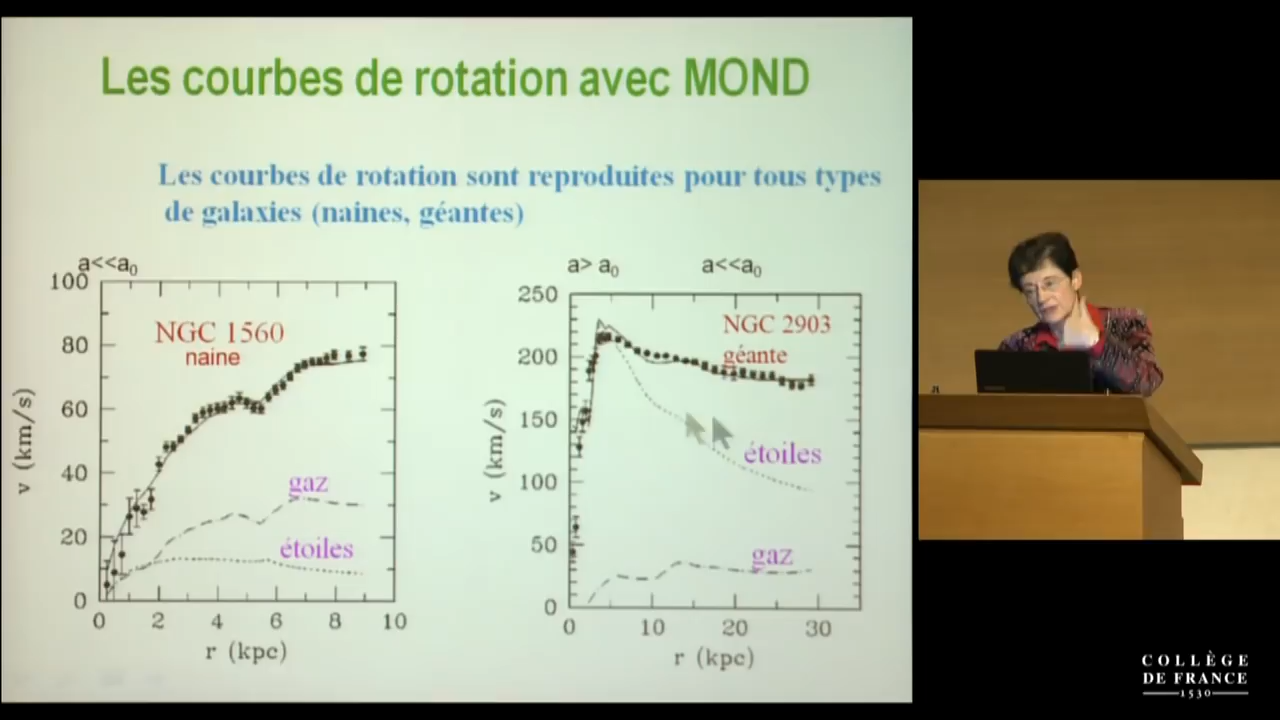 Les courbes de rotation avec MOND
Les courbes de rotation sont reproduites pour tous types
de galaxies (naines, géantes)
a<<a0
100
80
60
40
20
0
v (km/s)
NGC 1560
naine
gaz
étoiles
0 2 4 6 8 10
r (kpc)
a> a0 a<<a0
250
200
150
100
50
0
v (km/s)
NGC 2903
géante
étoiles
gaz
0 10 20 30
r (kpc)
COLLÈGE
DE FRANCE
1530